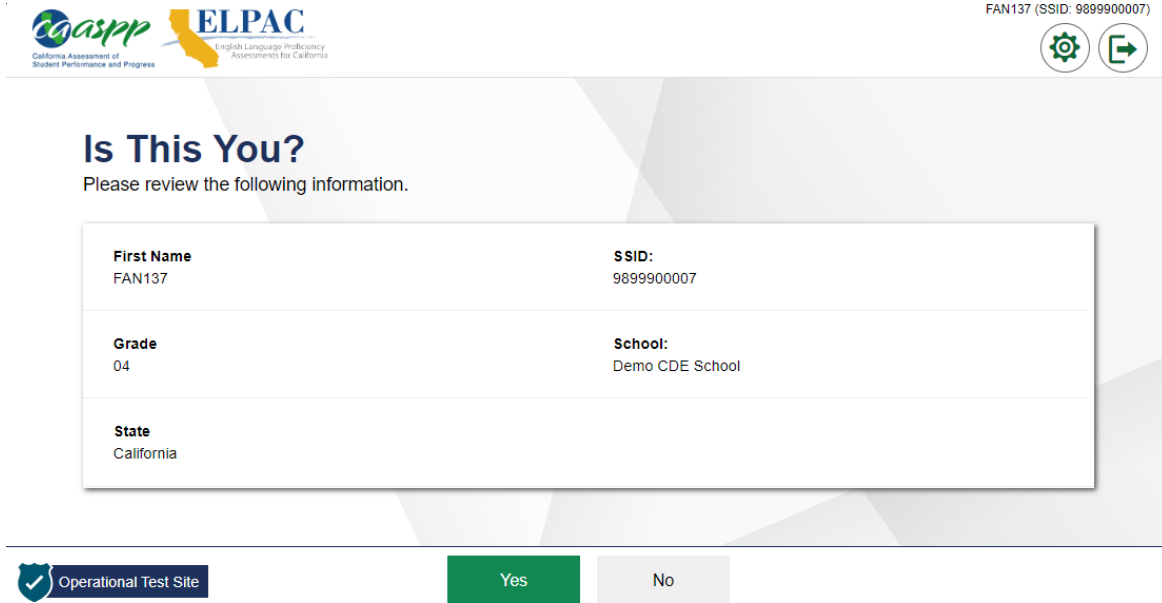 FAN137 (SSID: 9899900007)
caaspp
California Assessment of
Student Performance and Progress
ELPAC
English Language Proficiency
Assessments for California
Is This You?
Please review the following information.
First Name
FAN137
SSID:
9899900007
Grade
04
School:
Demo CDE School
State
California
Operational Test Site
Yes
No